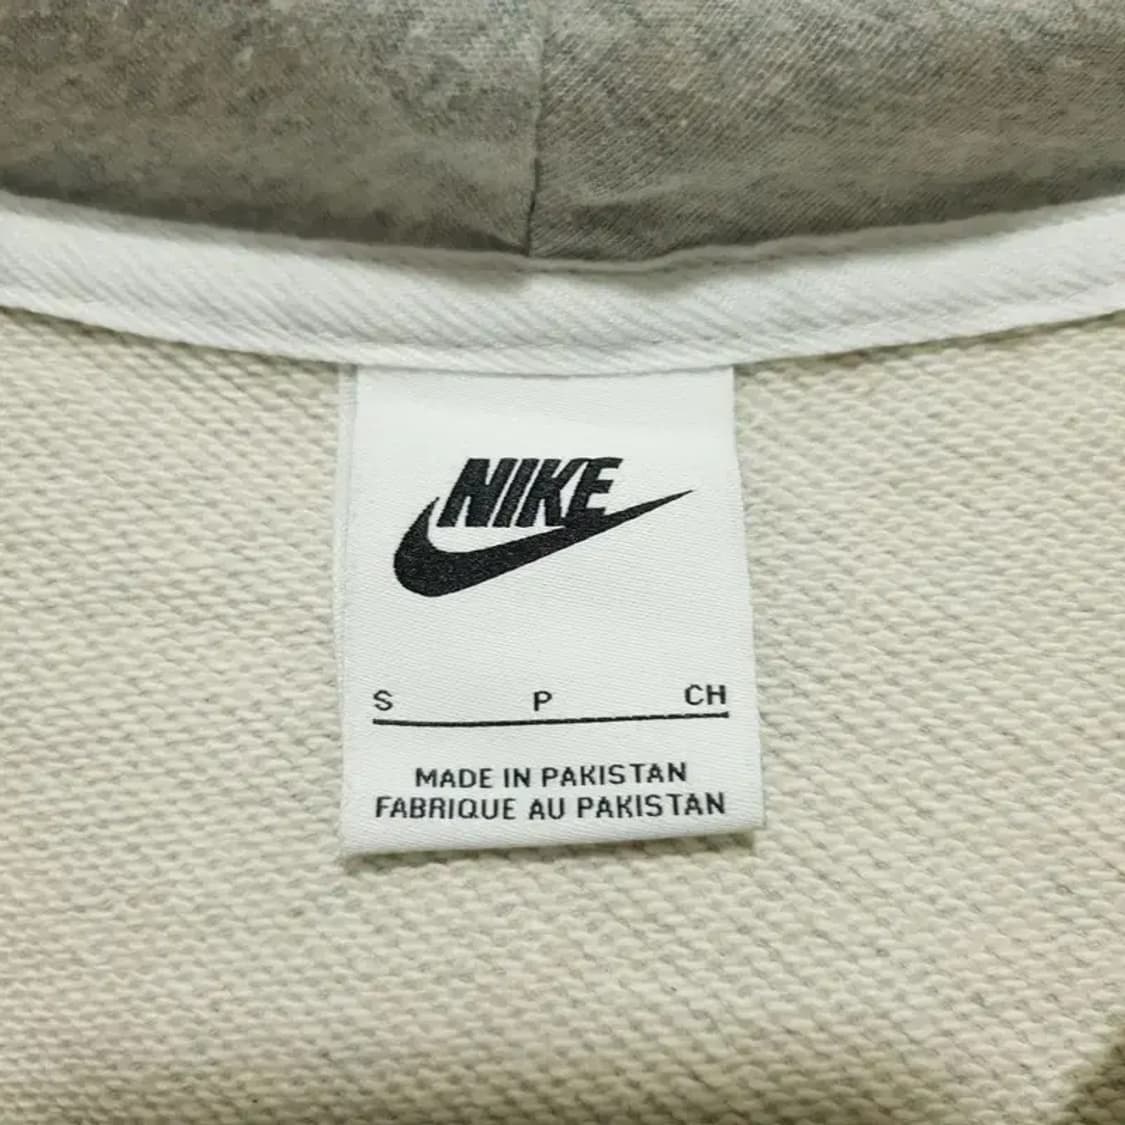 NIKE
S P CH
MADE IN PAKISTAN
FABRIQUE AU PAKISTAN